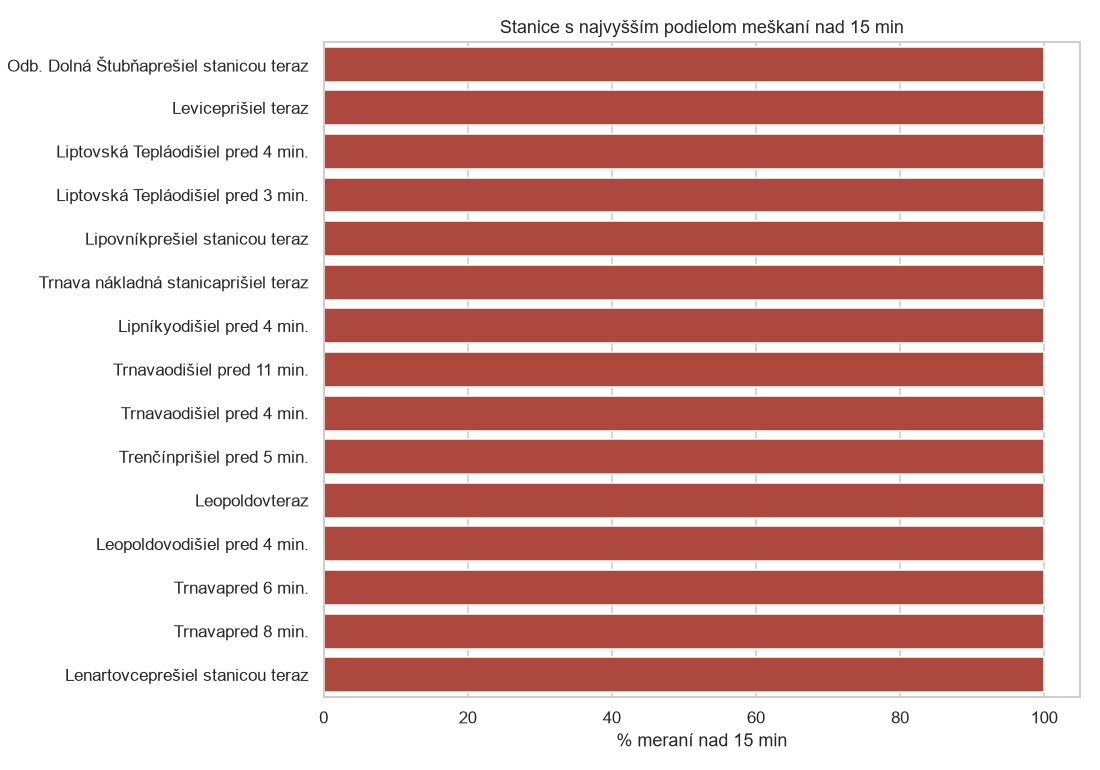 Stanice s najvyšším podielom meškaní nad 15 min
Odb. Dolná Štubňaprešiel stanicou teraz
Leviceprišiel teraz
Liptovská Tepláodišiel pred 4 min.
Liptovská Tepláodišiel pred 3 min.
Lipovníkprešiel stanicou teraz
Trnava nákladná stanicaprišiel teraz
Lipníkyodišiel pred 4 min.
Trnavaodišiel pred 11 min.
Trnavaodišiel pred 4 min.
Trenčínprišiel pred 5 min.
Leopoldovteraz
Leopoldovodišiel pred 4 min.
Trnavapred 6 min.
Trnavapred 8 min.
Lenartovceprešiel stanicou teraz
0 20 40 60 80 100
% meraní nad 15 min